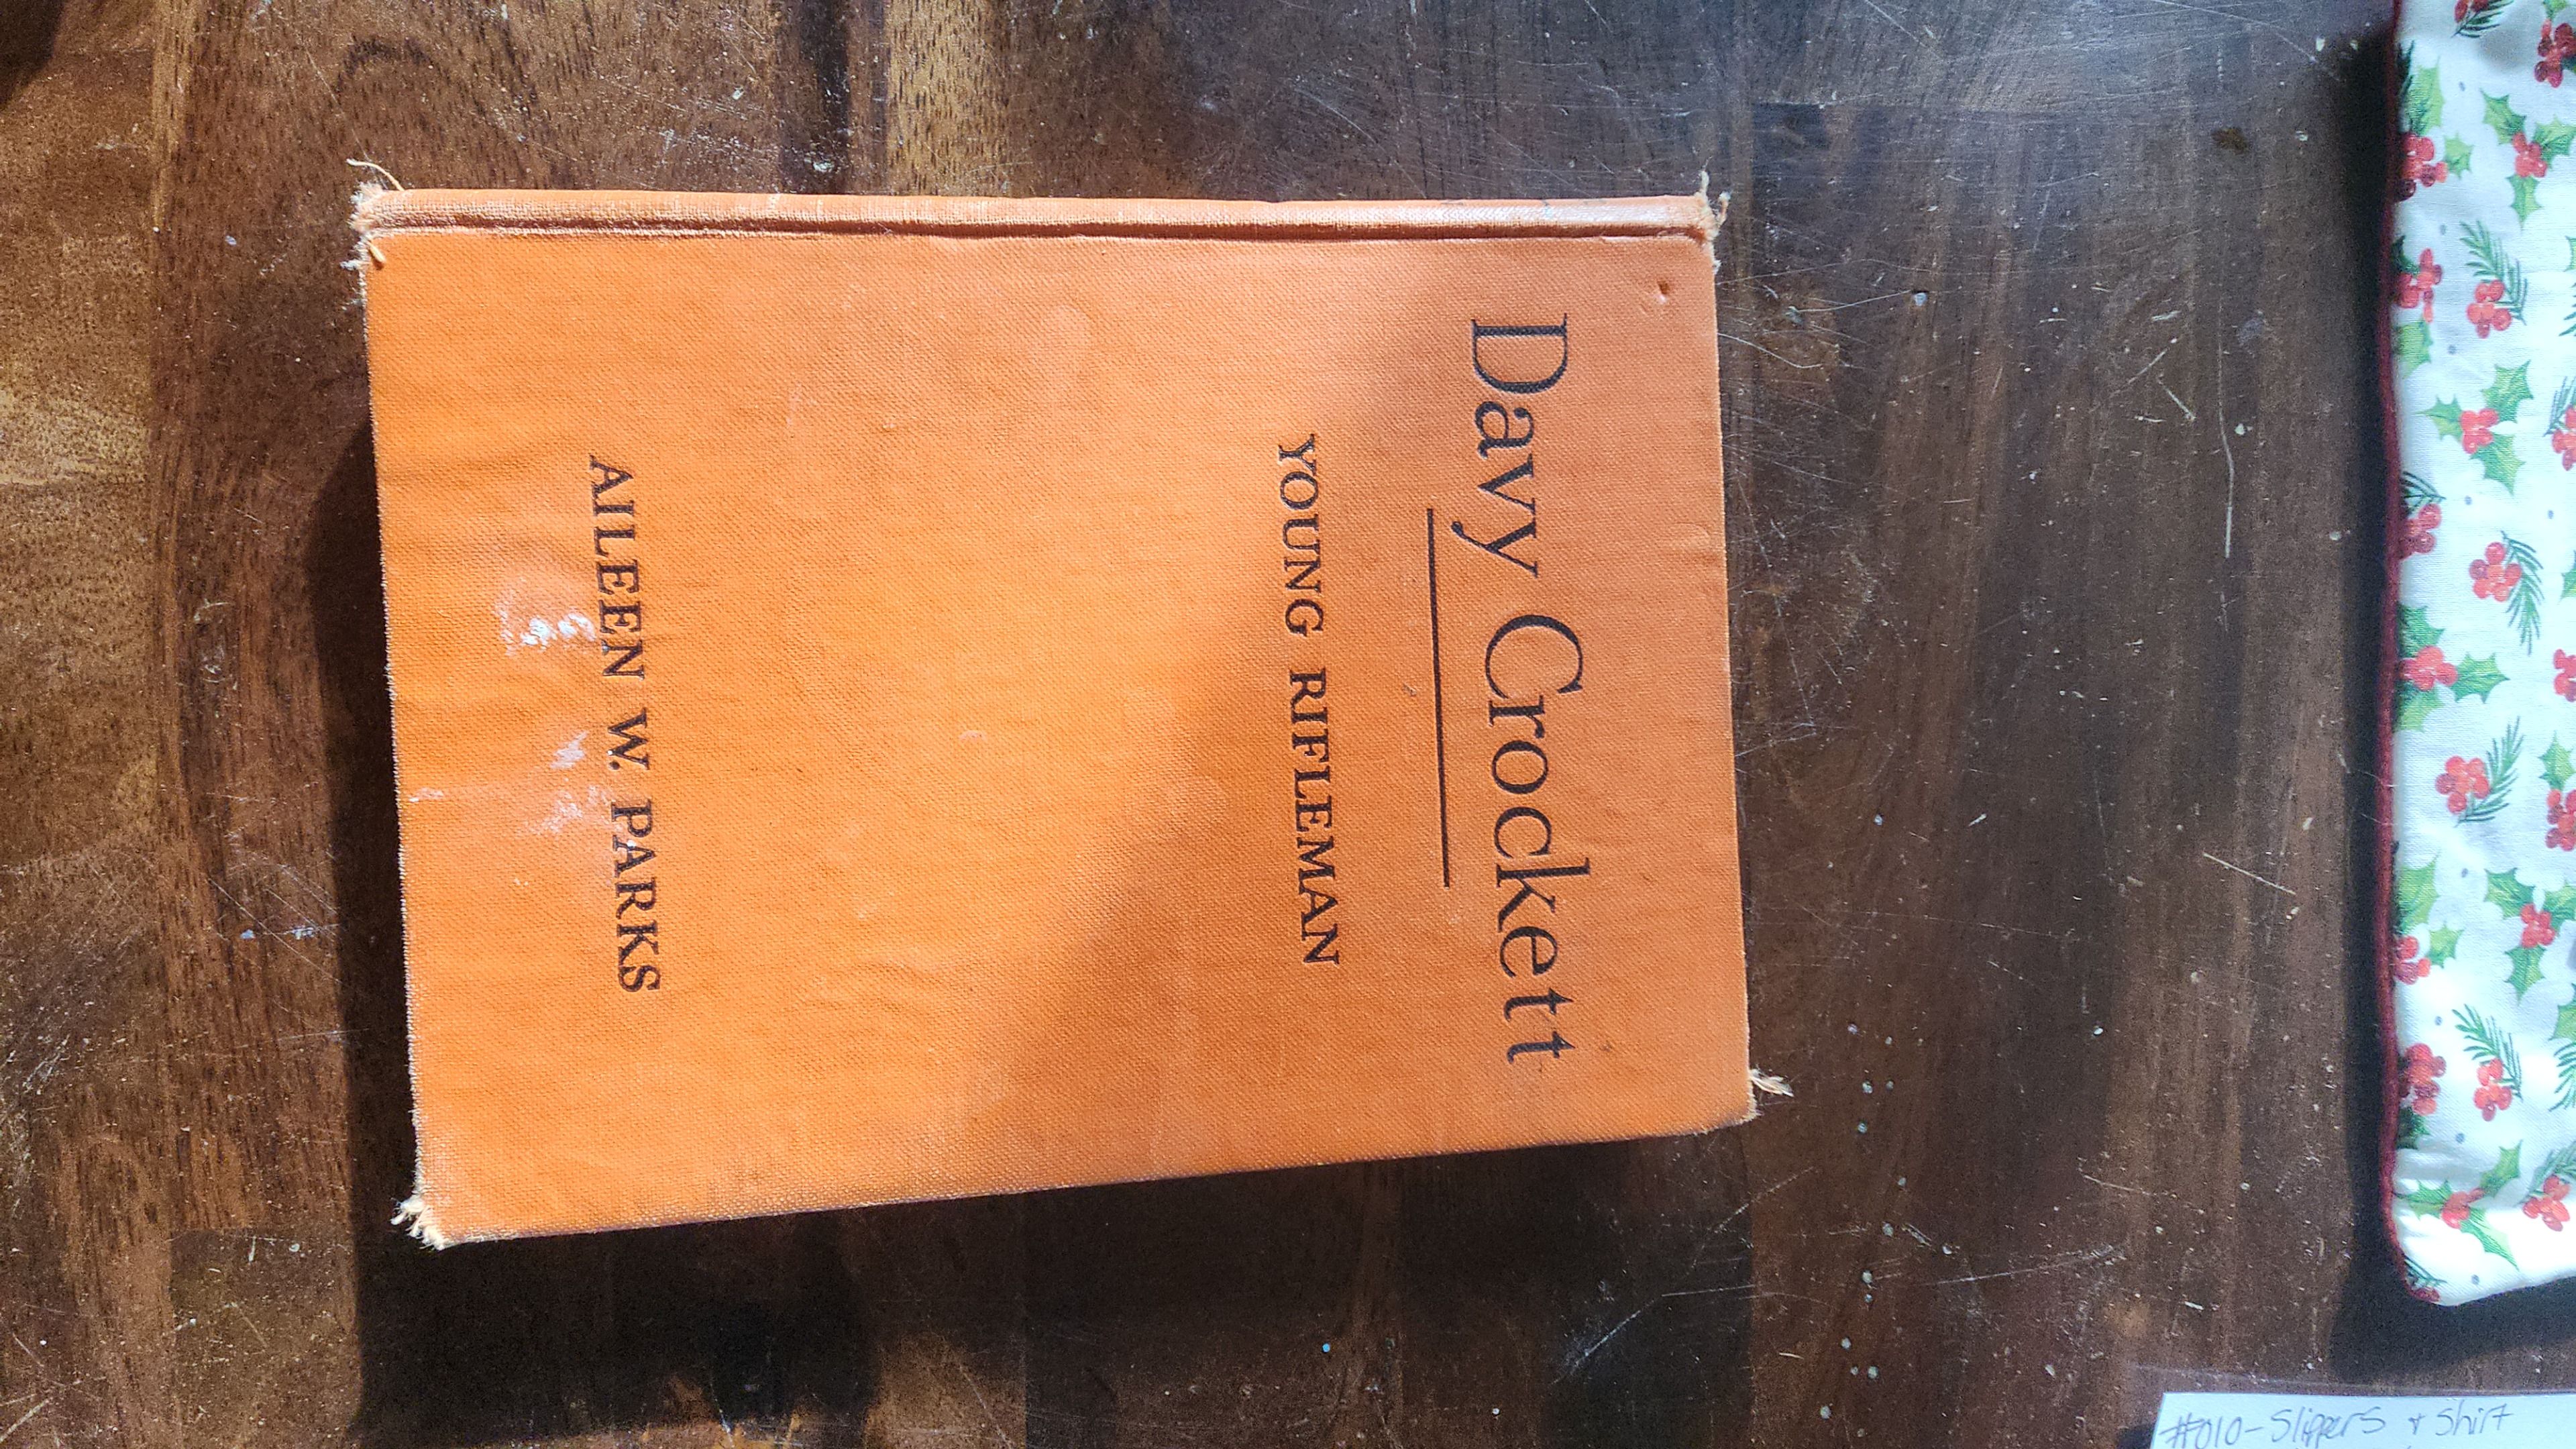 Davy Crockett
YOUNG RIFLEMAN
AILEEN W. PARKS
#010-Slippers & Shirt